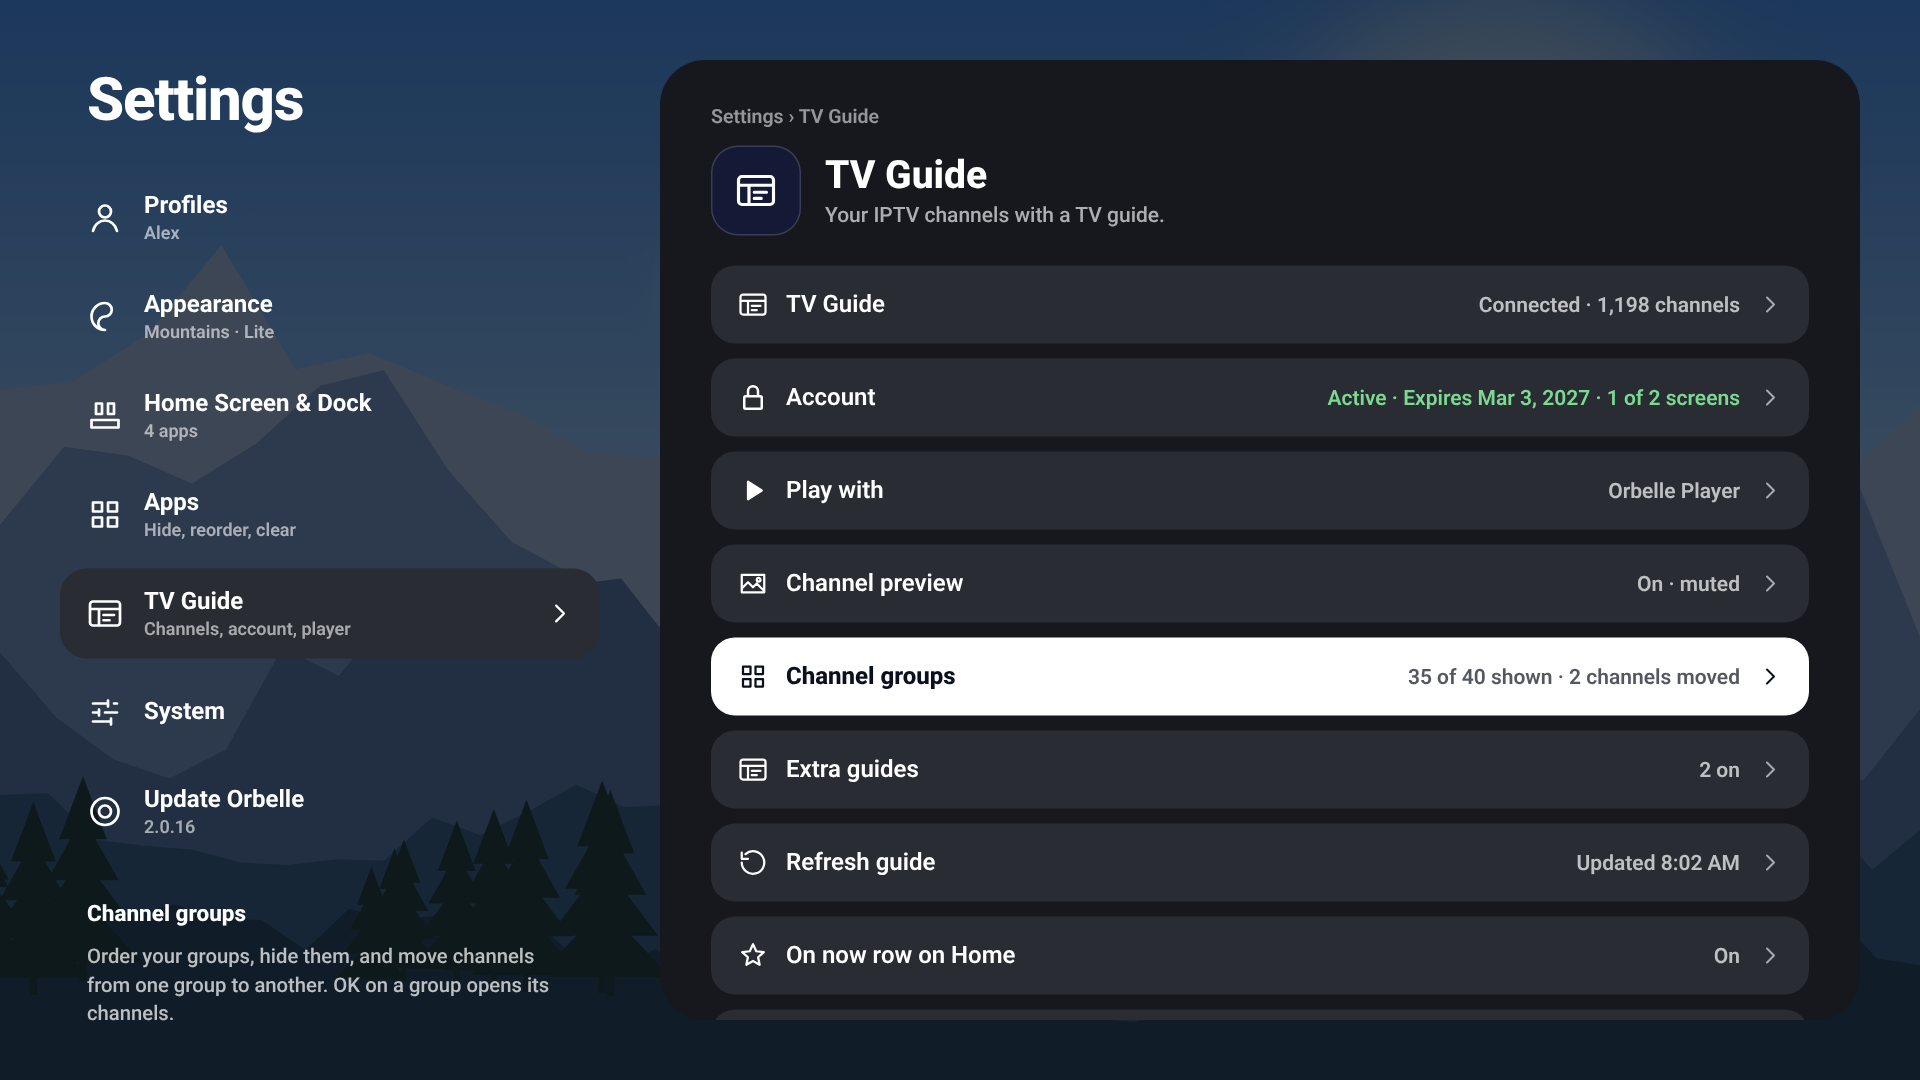 Settings
Profiles
Alex
Appearance
Mountains · Lite
Home Screen & Dock
4 apps
Apps
Hide, reorder, clear
TV Guide
Channels, account, player
System
Update Orbelle
2.0.16
Channel groups
Order your groups, hide them, and move channels
from one group to another. OK on a group opens its
channels.
Settings › TV Guide
TV Guide
Your IPTV channels with a TV guide.
TV Guide Connected · 1,198 channels
Account Active · Expires Mar 3, 2027 · 1 of 2 screens
Play with Orbelle Player
Channel preview On · muted
Channel groups 35 of 40 shown · 2 channels moved
Extra guides 2 on
Refresh guide Updated 8:02 AM
On now row on Home On